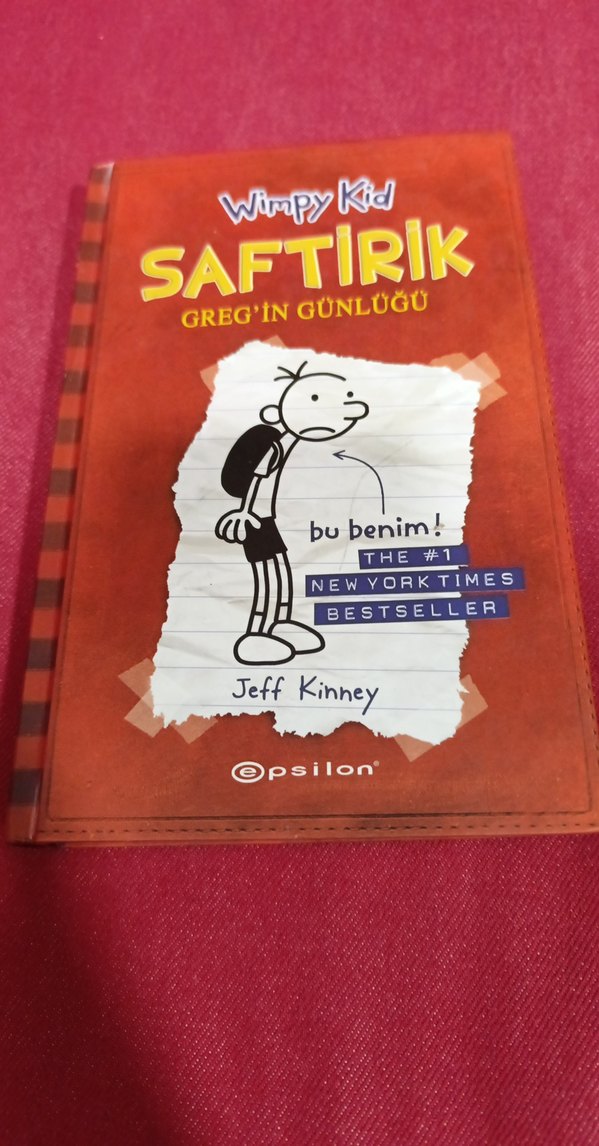 Wimpy Kid
SAFTİRİK
GREG'İN GÜNLÜĞÜ
bu benim!
THE #1
NEW YORK TIMES
BESTSELLER
Jeff Kinney
epsilon®